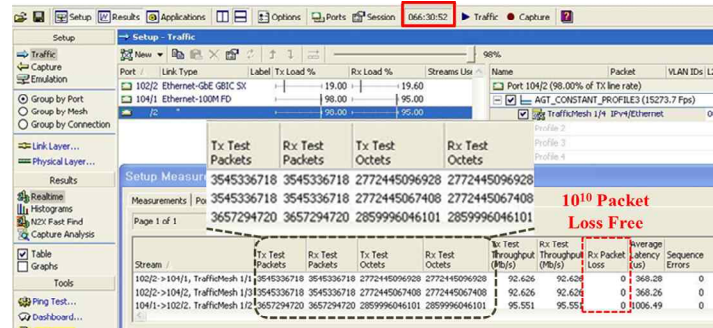 Setup Results Applications Options Ports Session 066:30:52 Traffic Capture
Setup
Traffic
Capture
Emulation
Group by Port
Group by Mesh
Group by Connection
Link Layer...
Physical Layer...
Results
Realtime
Histograms
N2X Fast Find
Capture Analysis
Table
Graphs
Tools
Ping Test...
Dashboard...
Setup - Traffic
New 98%
Port / Link Type Label Tx Load % Rx Load % Streams Use
102/2 Ethernet-GbE GBIC SX 19.00 19.60
104/1 Ethernet-100M FD 98.00 95.00
/2 " 98.00 95.00
Name Packet VLAN IDs L2
Port 104/2 (98.00% of TX line rate)
AGT_CONSTANT_PROFILE3 (15273.7 Fps)
TrafficMesh 1/4 IPv4/Ethernet
Profile 2
Profile 3
Profile 4
Tx Test Packets Rx Test Packets Tx Test Octets Rx Test Octets
3545336718 3545336718 2772445096928 2772445096928
3545336718 3545336718 2772445067408 2772445067408
3657294720 3657294720 2859996046101 2859996046101
Setup Measur
Measurements
Page 1 of 1
10¹⁰ Packet
Loss Free
Stream / Tx Test Packets Rx Test Packets Tx Test Octets Rx Test Octets Tx Test Throughput (Mb/s) Rx Test Throughput (Mb/s) Rx Packet Loss Average Latency (us) Sequence Errors
102/2->104/1, TrafficMesh 1/1 3545336718 3545336718 2772445096928 2772445096928 92.626 92.626 0 368.28 0
102/2->104/2, TrafficMesh 1/3 3545336718 3545336718 2772445067408 2772445067408 92.626 92.626 0 368.26 0
104/1->102/2, TrafficMesh 1/2 3657294720 3657294720 2859996046101 2859996046101 95.551 95.551 0 1006.49 0